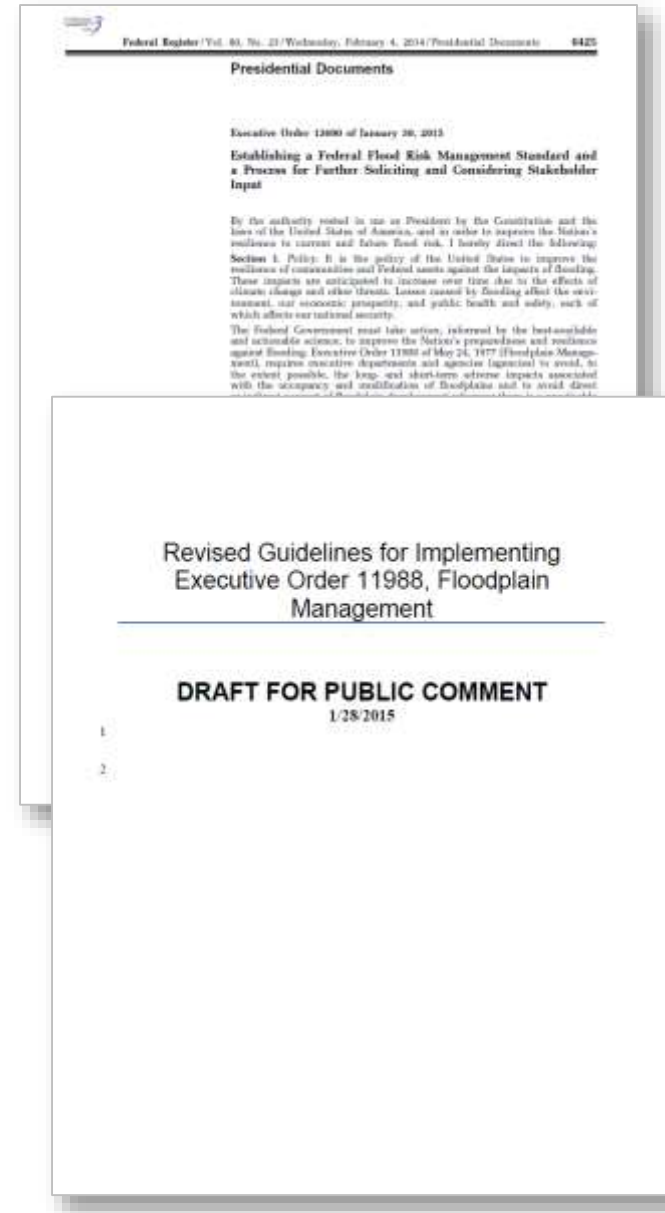 Federal Register / Vol. 80, No. 23 / Wednesday, February 4, 2014 / Presidential Documents 6425
Presidential Documents
Executive Order 13690 of January 30, 2015
Establishing a Federal Flood Risk Management Standard and
a Process for Further Soliciting and Considering Stakeholder
Input
By the authority vested in me as President by the Constitution and the
laws of the United States of America, and in order to improve the Nation's
resilience to current and future flood risk, I hereby direct the following:
Section 1. Policy. It is the policy of the United States to improve the
resilience of communities and Federal assets against the impacts of flooding.
These impacts are anticipated to increase over time due to the effects of
climate change and other threats. Losses caused by flooding affect the envi-
ronment, our economic prosperity, and public health and safety, each of
which affects our national security.
The Federal Government must take action, informed by the best-available
and actionable science, to improve the Nation's preparedness and resilience
against flooding. Executive Order 11988 of May 24, 1977 (Floodplain Manage-
ment), requires executive departments and agencies (agencies) to avoid, to
the extent possible, the long- and short-term adverse impacts associated
with the occupancy and modification of floodplains and to avoid direct
Revised Guidelines for Implementing
Executive Order 11988, Floodplain
Management
DRAFT FOR PUBLIC COMMENT
1/28/2015
1
2